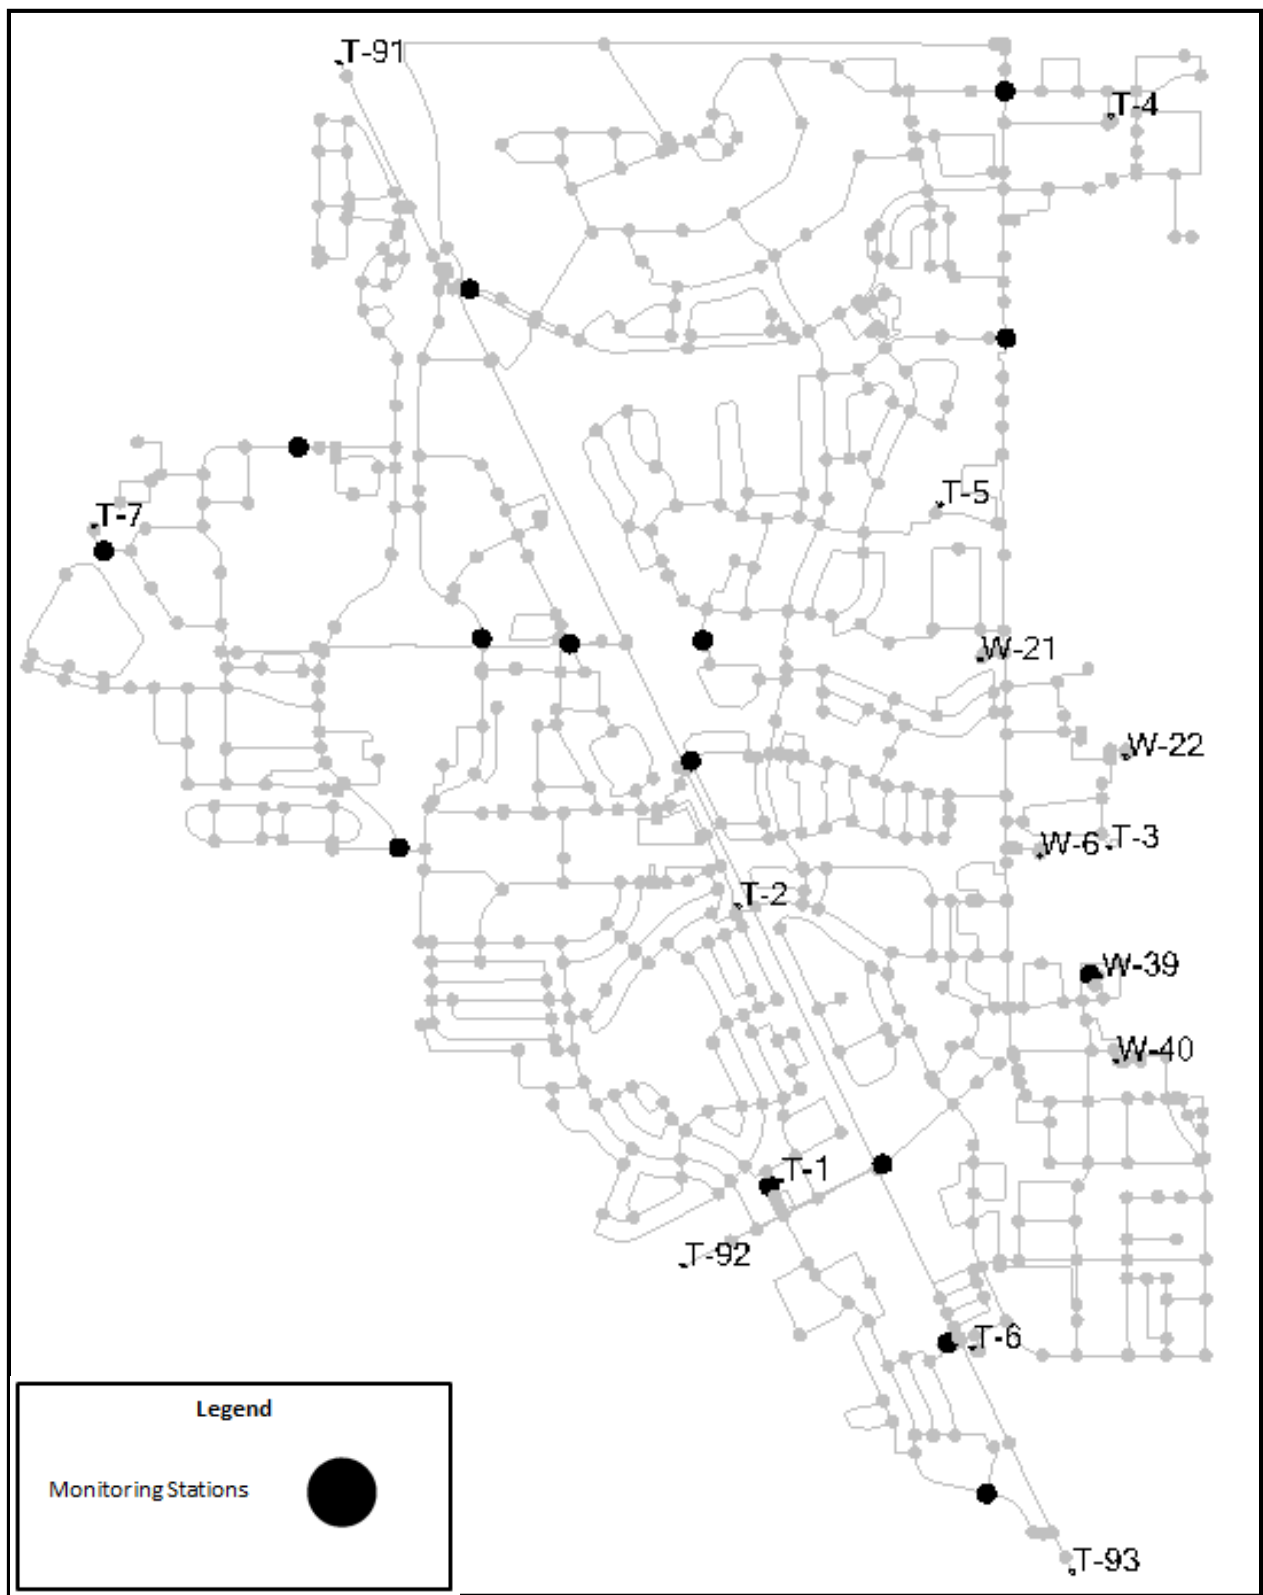 T-91
T-4
T-5
T-7
W-21
W-22
W-6
T-3
T-2
W-39
W-40
T-1
T-92
T-6
Legend
Monitoring Stations
T-93